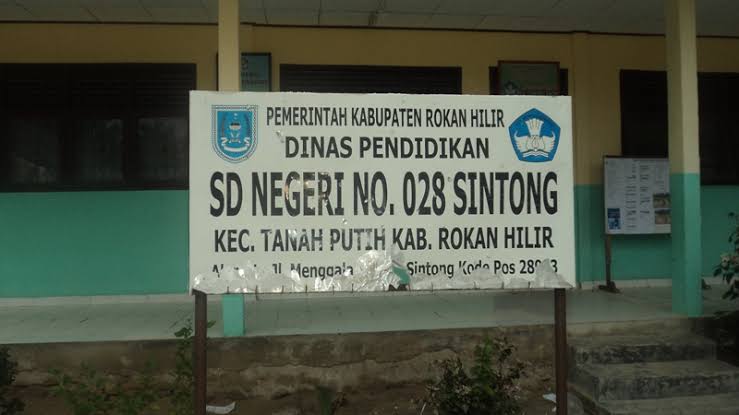 PEMERINTAH KABUPATEN ROKAN HILIR
DINAS PENDIDIKAN
SD NEGERI NO. 028 SINTONG
KEC. TANAH PUTIH KAB. ROKAN HILIR
Jl. Menggala Sintong Kode Pos